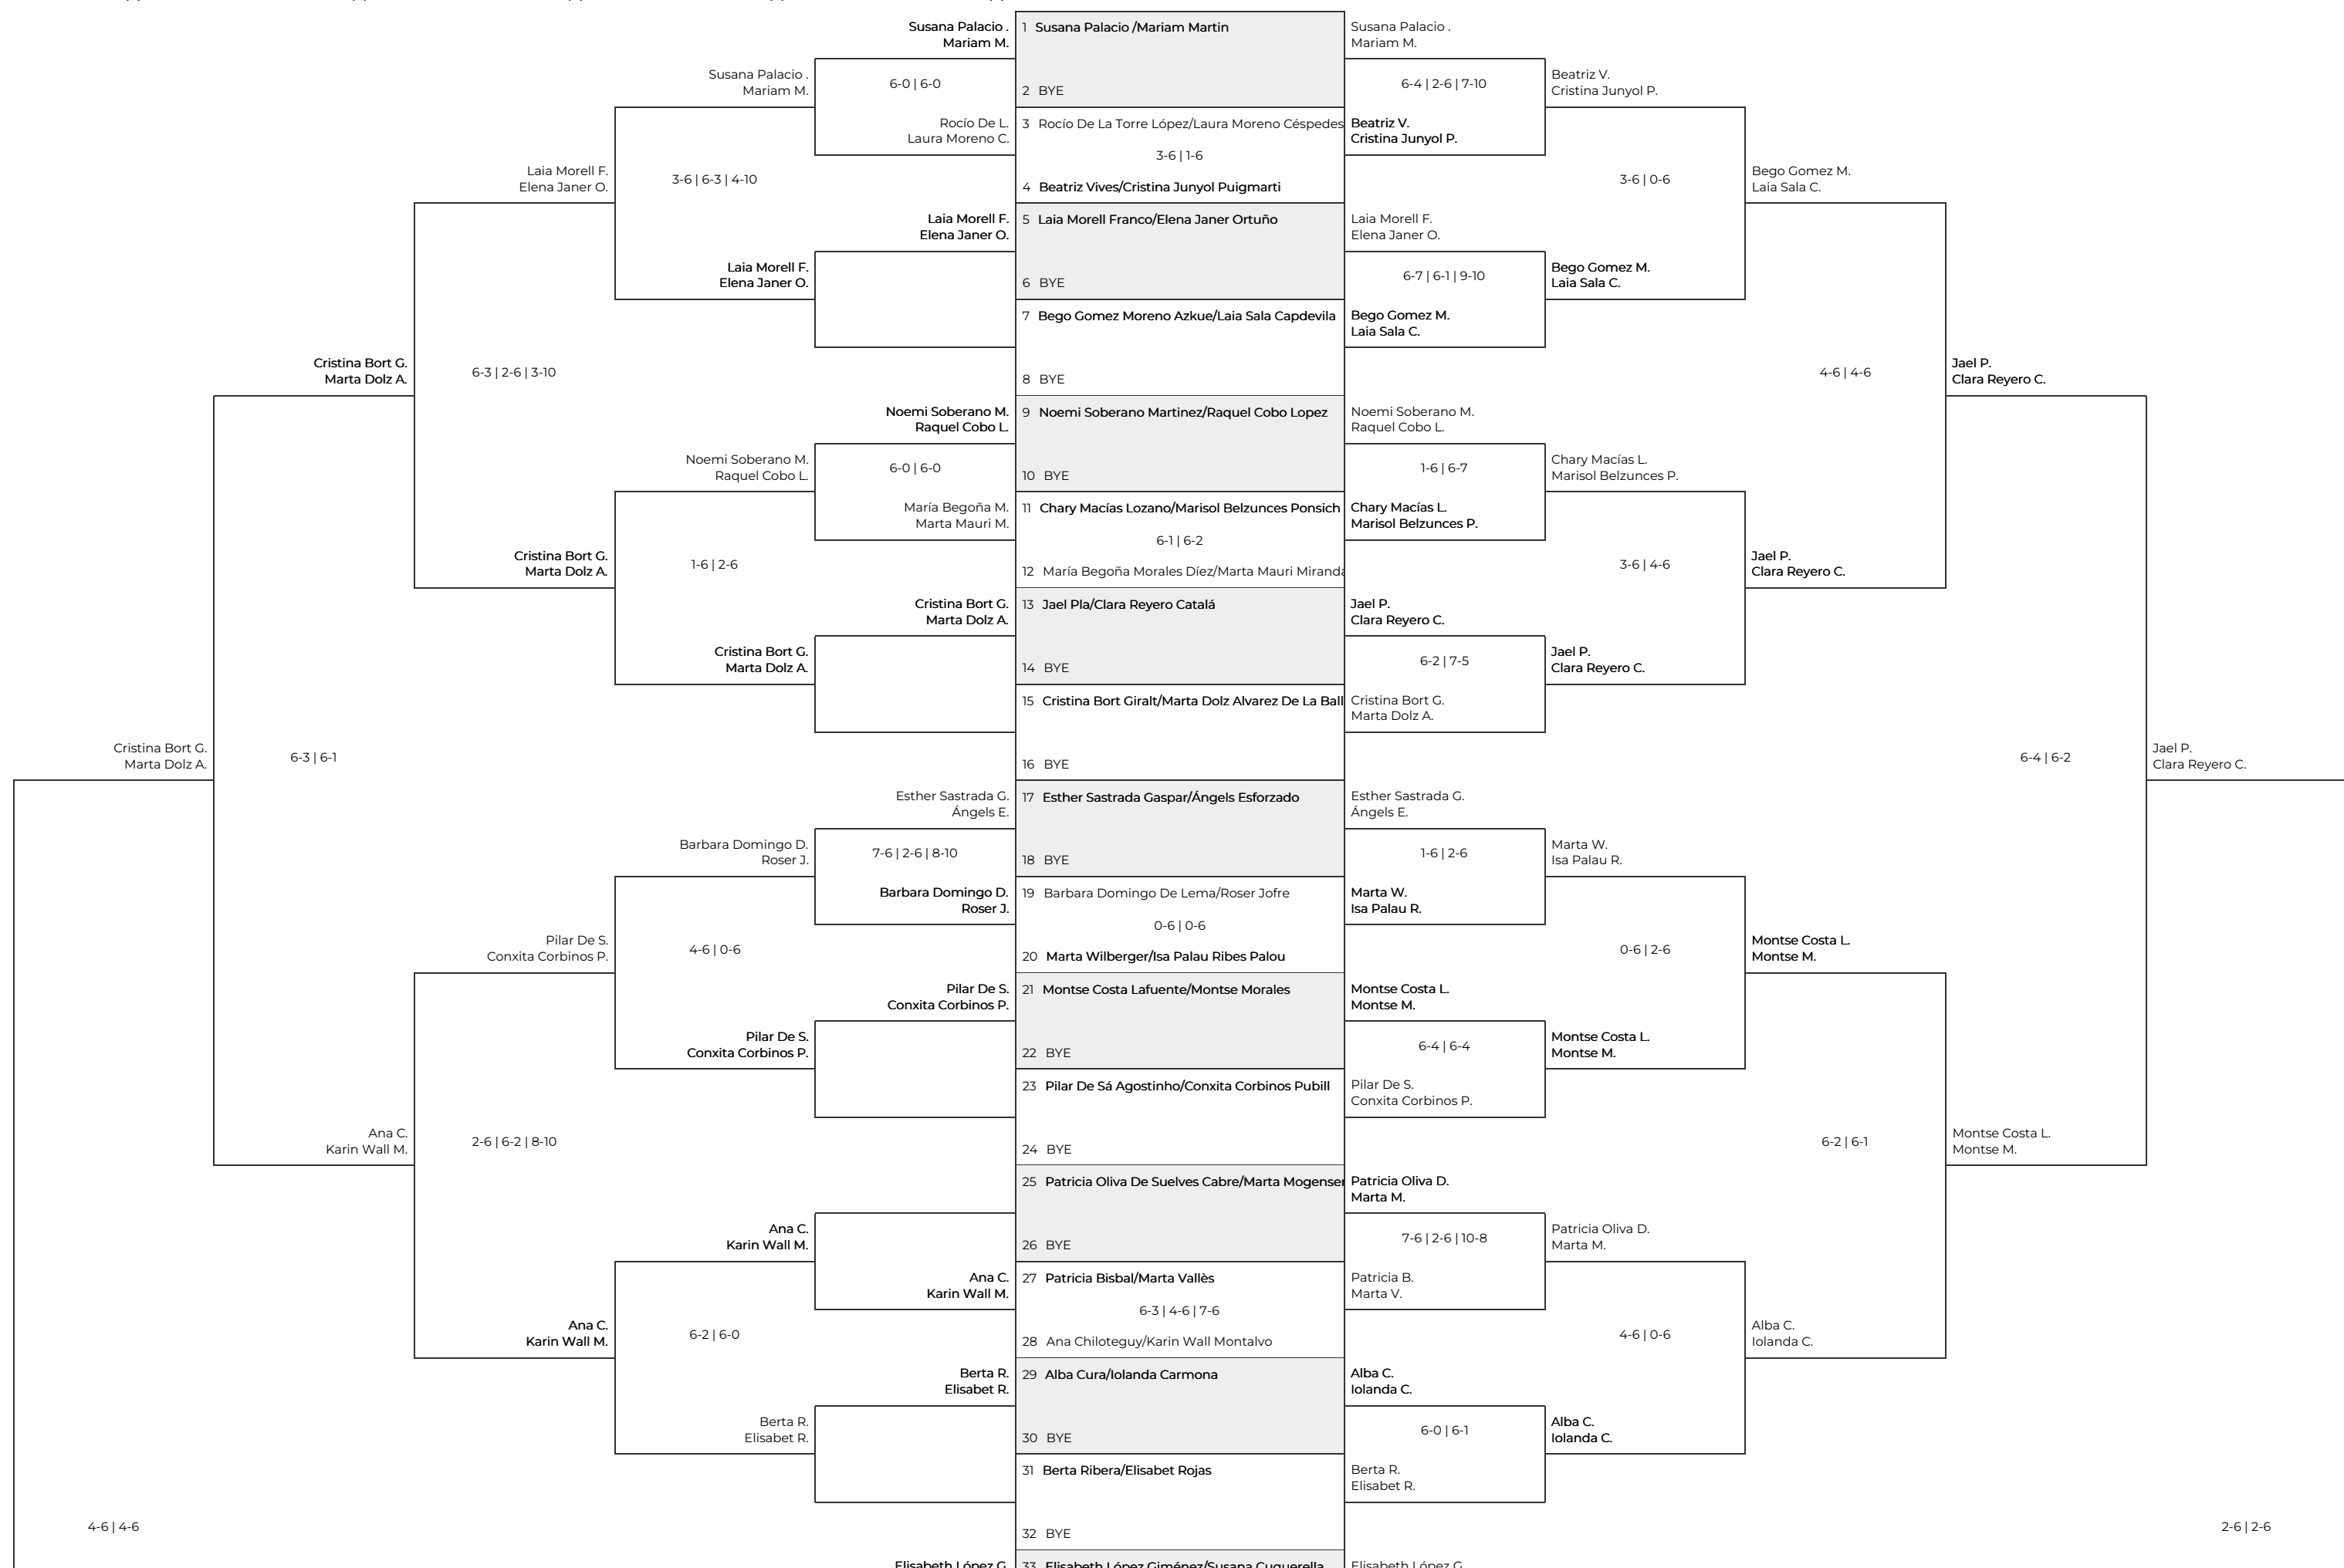 Susana Palacio .
Mariam M.
1 Susana Palacio /Mariam Martin
Susana Palacio .
Mariam M.
Susana Palacio .
Mariam M.
6-0 | 6-0
2 BYE
6-4 | 2-6 | 7-10
Beatriz V.
Cristina Junyol P.
Rocío De L.
Laura Moreno C.
3 Rocío De La Torre López/Laura Moreno Céspedes
Beatriz V.
Cristina Junyol P.
3-6 | 1-6
Laia Morell F.
Elena Janer O.
3-6 | 6-3 | 4-10
4 Beatriz Vives/Cristina Junyol Puigmarti
3-6 | 0-6
Bego Gomez M.
Laia Sala C.
Laia Morell F.
Elena Janer O.
5 Laia Morell Franco/Elena Janer Ortuño
Laia Morell F.
Elena Janer O.
Laia Morell F.
Elena Janer O.
6 BYE
6-7 | 6-1 | 9-10
Bego Gomez M.
Laia Sala C.
7 Bego Gomez Moreno Azkue/Laia Sala Capdevila
Bego Gomez M.
Laia Sala C.
Cristina Bort G.
Marta Dolz A.
6-3 | 2-6 | 3-10
8 BYE
4-6 | 4-6
Jael P.
Clara Reyero C.
Noemi Soberano M.
Raquel Cobo L.
9 Noemi Soberano Martinez/Raquel Cobo Lopez
Noemi Soberano M.
Raquel Cobo L.
Noemi Soberano M.
Raquel Cobo L.
6-0 | 6-0
10 BYE
1-6 | 6-7
Chary Macías L.
Marisol Belzunces P.
María Begoña M.
Marta Mauri M.
11 Chary Macías Lozano/Marisol Belzunces Ponsich
Chary Macías L.
Marisol Belzunces P.
6-1 | 6-2
Cristina Bort G.
Marta Dolz A.
1-6 | 2-6
12 María Begoña Morales Díez/Marta Mauri Miranda
3-6 | 4-6
Jael P.
Clara Reyero C.
Cristina Bort G.
Marta Dolz A.
13 Jael Pla/Clara Reyero Catalá
Jael P.
Clara Reyero C.
Cristina Bort G.
Marta Dolz A.
14 BYE
6-2 | 7-5
Jael P.
Clara Reyero C.
15 Cristina Bort Giralt/Marta Dolz Alvarez De La Ball
Cristina Bort G.
Marta Dolz A.
Cristina Bort G.
Marta Dolz A.
6-3 | 6-1
16 BYE
6-4 | 6-2
Jael P.
Clara Reyero C.
Esther Sastrada G.
Ángels E.
17 Esther Sastrada Gaspar/Ángels Esforzado
Esther Sastrada G.
Ángels E.
Barbara Domingo D.
Roser J.
7-6 | 2-6 | 8-10
18 BYE
1-6 | 2-6
Marta W.
Isa Palau R.
Barbara Domingo D.
Roser J.
19 Barbara Domingo De Lema/Roser Jofre
Marta W.
Isa Palau R.
0-6 | 0-6
Pilar De S.
Conxita Corbinos P.
4-6 | 0-6
20 Marta Wilberger/Isa Palau Ribes Palou
0-6 | 2-6
Montse Costa L.
Montse M.
Pilar De S.
Conxita Corbinos P.
21 Montse Costa Lafuente/Montse Morales
Montse Costa L.
Montse M.
Pilar De S.
Conxita Corbinos P.
22 BYE
6-4 | 6-4
Montse Costa L.
Montse M.
23 Pilar De Sá Agostinho/Conxita Corbinos Pubill
Pilar De S.
Conxita Corbinos P.
Ana C.
Karin Wall M.
2-6 | 6-2 | 8-10
24 BYE
6-2 | 6-1
Montse Costa L.
Montse M.
25 Patricia Oliva De Suelves Cabre/Marta Mogensen
Patricia Oliva D.
Marta M.
Ana C.
Karin Wall M.
26 BYE
7-6 | 2-6 | 10-8
Patricia Oliva D.
Marta M.
Ana C.
Karin Wall M.
27 Patricia Bisbal/Marta Vallès
Patricia B.
Marta V.
6-3 | 4-6 | 7-6
Ana C.
Karin Wall M.
6-2 | 6-0
28 Ana Chiloteguy/Karin Wall Montalvo
4-6 | 0-6
Alba C.
Iolanda C.
Berta R.
Elisabet R.
29 Alba Cura/Iolanda Carmona
Alba C.
Iolanda C.
Berta R.
Elisabet R.
30 BYE
6-0 | 6-1
Alba C.
Iolanda C.
31 Berta Ribera/Elisabet Rojas
Berta R.
Elisabet R.
4-6 | 4-6
32 BYE
2-6 | 2-6
Elisabeth López G.
33 Elisabeth López Giménez/Susana Cuquerella
Elisabeth López G.